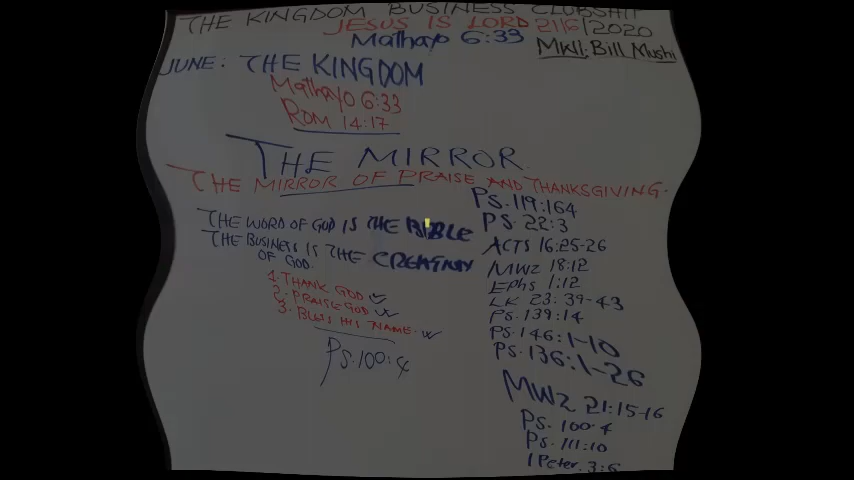 THE KINGDOM BUSINESS CLUBSHIP
JESUS IS LORD 21/6/2020
Mathayo 6:33
MWL: Bill Mushi
JUNE: THE KINGDOM
Mathayo 6:33
ROM 14:17
THE MIRROR
THE MIRROR OF PRAISE AND THANKSGIVING.
THE WORD OF GOD IS THE BIBLE
THE BUSINESS IS THE
OF GOD.
1. THANK GOD
2. PRAISE GOD
3. BLESS HIS NAME.
PS. 100:4
PS. 119:164
PS. 22:3
ACTS 16:25-26
MWZ 18:12
Ephs 1:12
LK 23:39-43
PS. 139:14
PS. 146:1-10
PS. 136:1-26
MWZ 21:15-16
PS. 100:4
PS. 111:10
1 Peter. 3:6